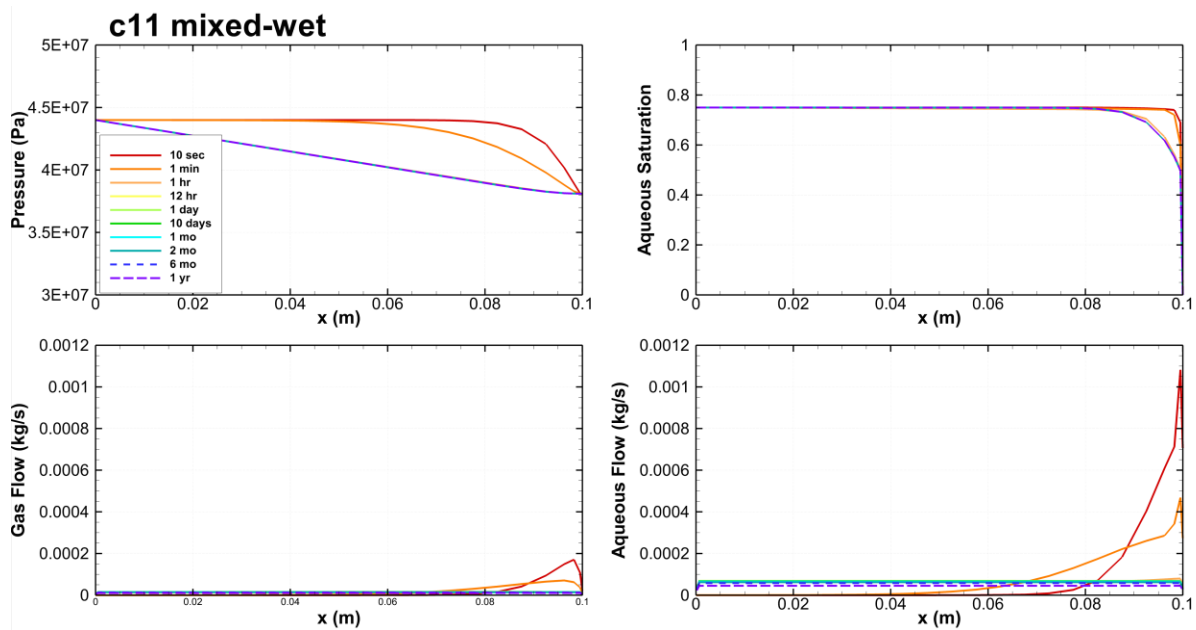 c11 mixed-wet
5E+07
4.5E+07
4E+07
3.5E+07
3E+07
Pressure (Pa)
10 sec
1 min
1 hr
12 hr
1 day
10 days
1 mo
2 mo
6 mo
1 yr
0 0.02 0.04 0.06 0.08 0.1
x (m)
1
0.8
0.6
0.4
0.2
0
Aqueous Saturation
0 0.02 0.04 0.06 0.08 0.1
x (m)
0.0012
0.001
0.0008
0.0006
0.0004
0.0002
0
Gas Flow (kg/s)
0 0.02 0.04 0.06 0.08 0.1
x (m)
0.0012
0.001
0.0008
0.0006
0.0004
0.0002
0
Aqueous Flow (kg/s)
0 0.02 0.04 0.06 0.08 0.1
x (m)